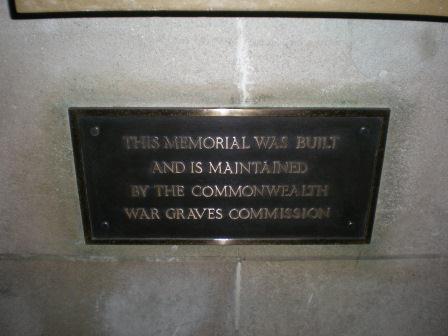 THIS MEMORIAL WAS BUILT
AND IS MAINTAINED
BY THE COMMONWEALTH
WAR GRAVES COMMISSION